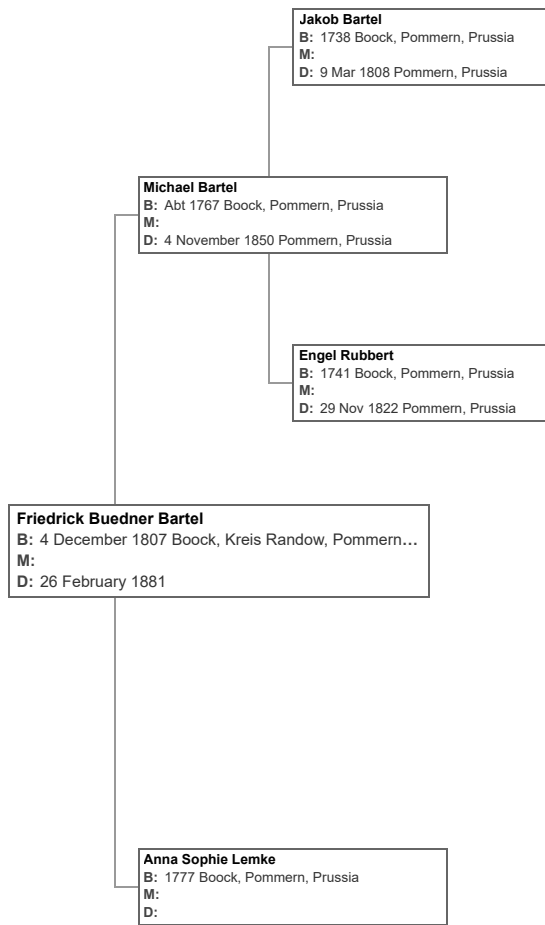 Jakob Bartel
B: 1738 Boock, Pommern, Prussia
M:
D: 9 Mar 1808 Pommern, Prussia
Michael Bartel
B: Abt 1767 Boock, Pommern, Prussia
M:
D: 4 November 1850 Pommern, Prussia
Engel Rubbert
B: 1741 Boock, Pommern, Prussia
M:
D: 29 Nov 1822 Pommern, Prussia
Friedrick Buedner Bartel
B: 4 December 1807 Boock, Kreis Randow, Pommern…
M:
D: 26 February 1881
Anna Sophie Lemke
B: 1777 Boock, Pommern, Prussia
M:
D: